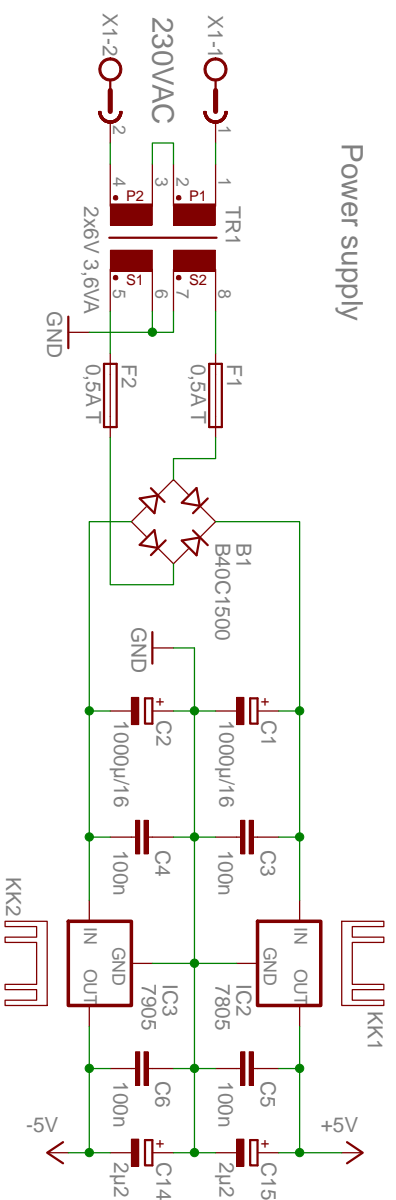 Power supply
X1-1
X1-2
230VAC
1
2
1
2
3
4
P1
P2
TR1
2x6V 3,6VA
S2
S1
8
7
6
5
GND
F1
0,5A T
F2
0,5A T
B1
B40C1500
GND
+
C1
1000µ/16
+
C2
1000µ/16
C3
100n
C4
100n
KK1
IN
GND
OUT
IC2
7805
KK2
IN
GND
OUT
IC3
7905
C5
100n
C6
100n
+5V
-5V
+
C15
2µ2
+
C14
2µ2